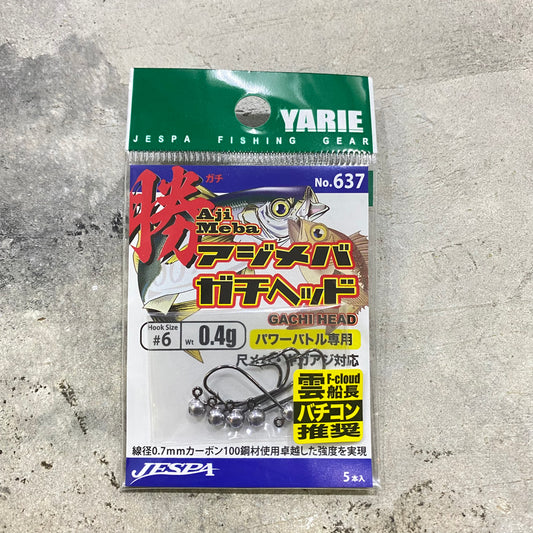 YARIE
JESPA FISHING GEAR
No.637
勝 ガチ
Aji
Meba
アジメバ
ガチヘッド
GACHI HEAD
Hook Size
#6
Wt 0.4g
パワーバトル専用
対応
雲 F-cloud
船長
バチコン
推奨
線径0.7mmカーボン100鋼材使用卓越した強度を実現
JESPA
5本入